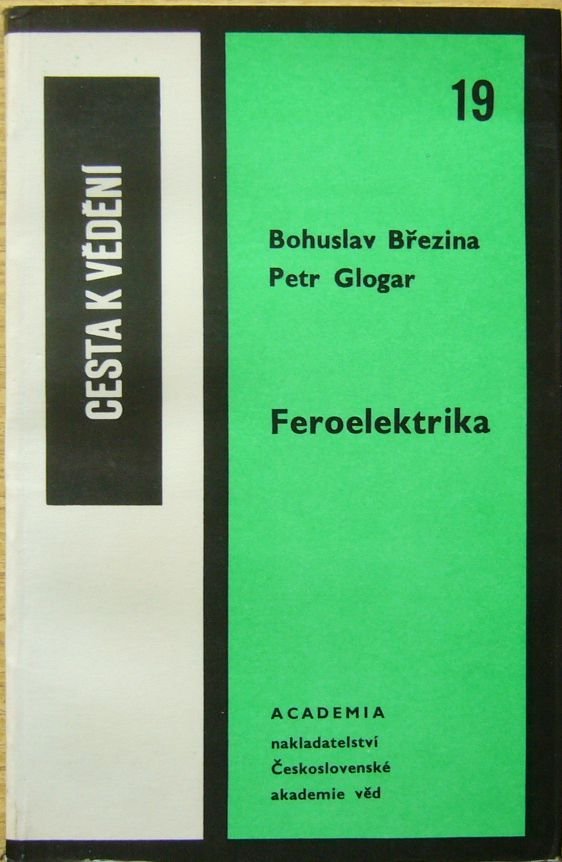 CESTA K VĚDĚNÍ
19
Bohuslav Březina
Petr Glogar
Feroelektrika
ACADEMIA
nakladatelství
Československé
akademie věd